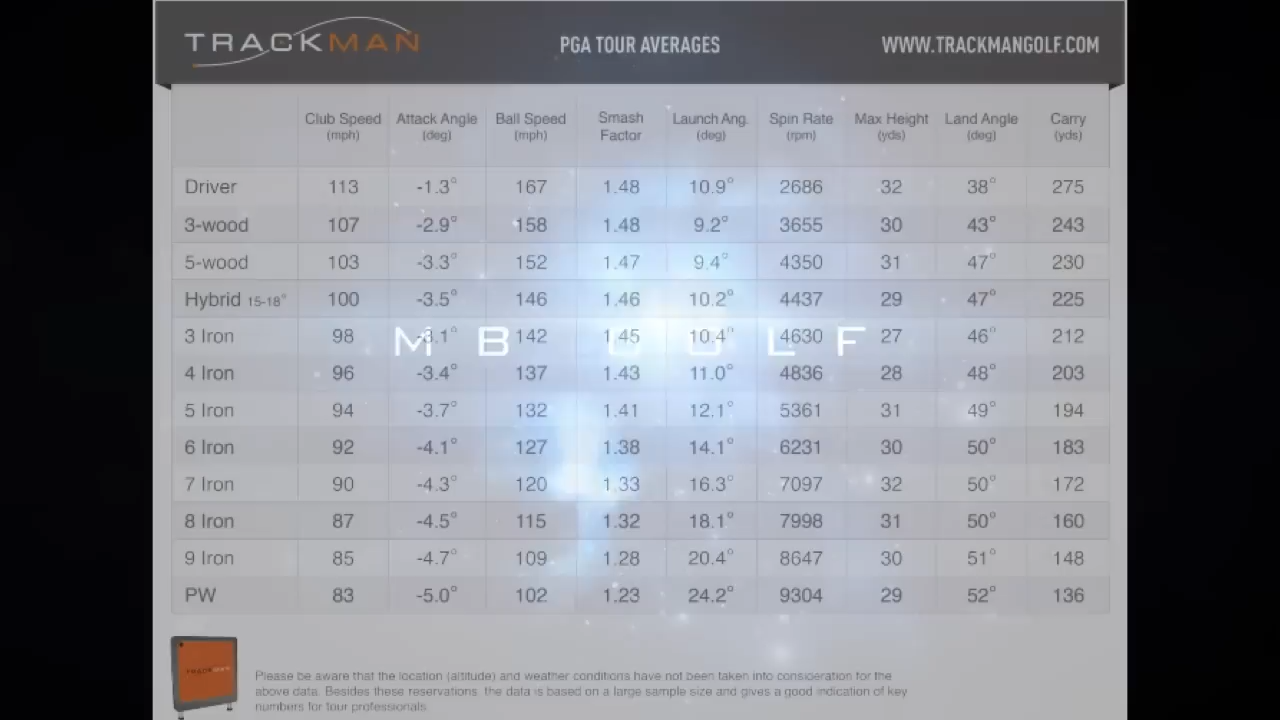 TRACKMAN PGA TOUR AVERAGES WWW.TRACKMANGOLF.COM
Club Speed (mph) Attack Angle (deg) Ball Speed (mph) Smash Factor Launch Ang. (deg) Spin Rate (rpm) Max Height (yds) Land Angle (deg) Carry (yds)
Driver 113 -1.3° 167 1.48 10.9° 2686 32 38° 275
3-wood 107 -2.9° 158 1.48 9.2° 3655 30 43° 243
5-wood 103 -3.3° 152 1.47 9.4° 4350 31 47° 230
Hybrid 15-18° 100 -3.5° 146 1.46 10.2° 4437 29 47° 225
3 Iron 98 -3.1° 142 1.45 10.4° 4630 27 46° 212
MB GOLF
4 Iron 96 -3.4° 137 1.43 11.0° 4836 28 48° 203
5 Iron 94 -3.7° 132 1.41 12.1° 5361 31 49° 194
6 Iron 92 -4.1° 127 1.38 14.1° 6231 30 50° 183
7 Iron 90 -4.3° 120 1.33 16.3° 7097 32 50° 172
8 Iron 87 -4.5° 115 1.32 18.1° 7998 31 50° 160
9 Iron 85 -4.7° 109 1.28 20.4° 8647 30 51° 148
PW 83 -5.0° 102 1.23 24.2° 9304 29 52° 136
TRACKMAN
Please be aware that the location (altitude) and weather conditions have not been taken into consideration for the
above data. Besides these reservations, the data is based on a large sample size and gives a good indication of key
numbers for tour professionals.